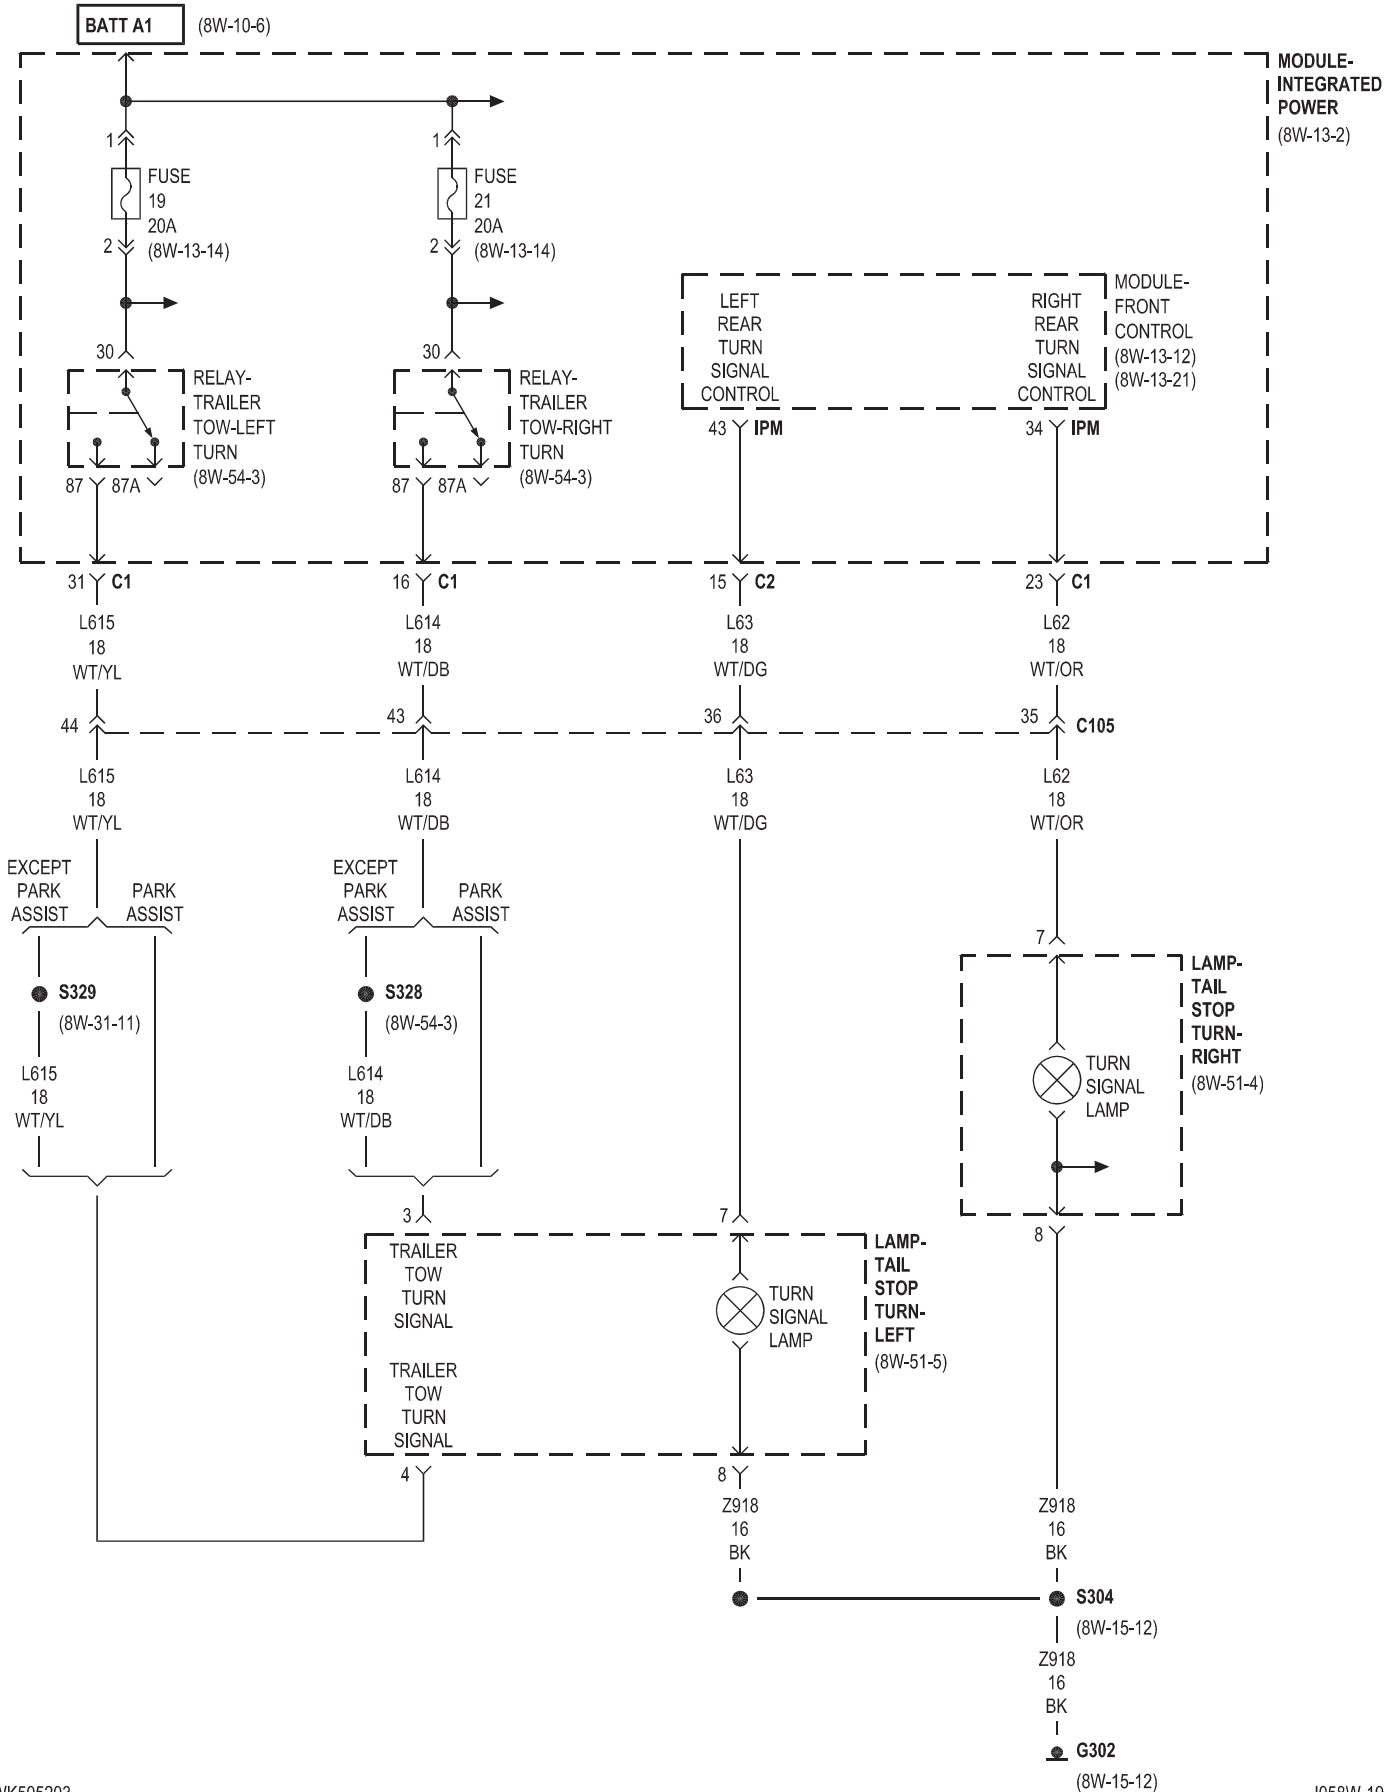 BATT A1 (8W-10-6)
MODULE-
INTEGRATED
POWER
(8W-13-2)
1 1
FUSE
19
20A
(8W-13-14)
2
FUSE
21
20A
(8W-13-14)
2
LEFT
REAR
TURN
SIGNAL
CONTROL
RIGHT
REAR
TURN
SIGNAL
CONTROL
MODULE-
FRONT
CONTROL
(8W-13-12)
(8W-13-21)
30 30
RELAY-
TRAILER
TOW-LEFT
TURN
(8W-54-3)
RELAY-
TRAILER
TOW-RIGHT
TURN
(8W-54-3)
43 IPM 34 IPM
87 87A 87 87A
31 C1 16 C1 15 C2 23 C1
L615 L614 L63 L62
18 18 18 18
WT/YL WT/DB WT/DG WT/OR
44 43 36 35 C105
L615 L614 L63 L62
18 18 18 18
WT/YL WT/DB WT/DG WT/OR
EXCEPT
PARK
ASSIST
PARK
ASSIST
EXCEPT
PARK
ASSIST
PARK
ASSIST
7
LAMP-
TAIL
STOP
TURN-
RIGHT
(8W-51-4)
S329
(8W-31-11)
S328
(8W-54-3)
L615
18
WT/YL
L614
18
WT/DB
TURN
SIGNAL
LAMP
3 7 8
TRAILER
TOW
TURN
SIGNAL
TURN
SIGNAL
LAMP
LAMP-
TAIL
STOP
TURN-
LEFT
(8W-51-5)
TRAILER
TOW
TURN
SIGNAL
4 8
Z918 Z918
16 16
BK BK
S304
(8W-15-12)
Z918
16
BK
G302
(8W-15-12)